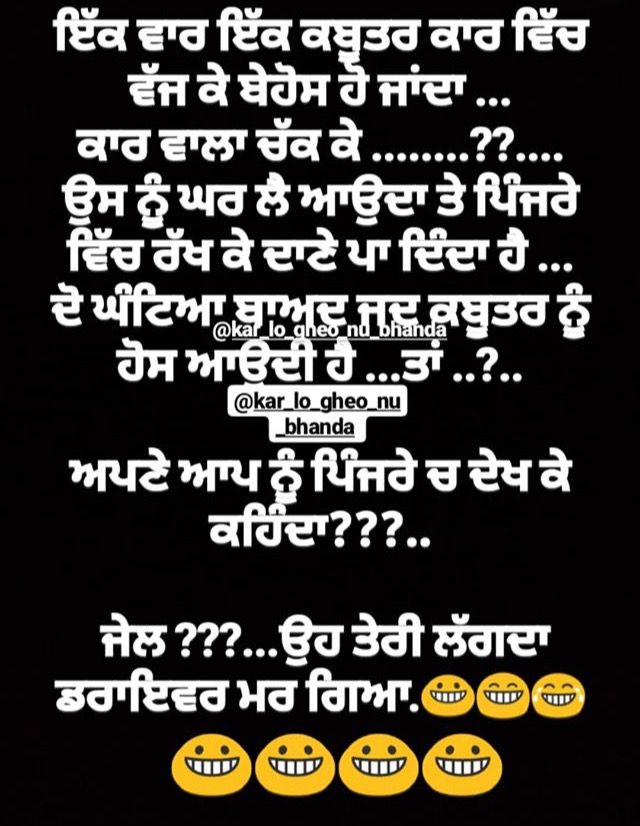 ਇੱਕ ਵਾਰ ਇੱਕ ਕਬੂਤਰ ਕਾਰ ਵਿੱਚ
ਵੱਜ ਕੇ ਬੇਹੋਸ ਹੋ ਜਾਂਦਾ ...
ਕਾਰ ਵਾਲਾ ਚੱਕ ਕੇ ........??....
ਉਸ ਨੂੰ ਘਰ ਲੈ ਆਉਦਾ ਤੇ ਪਿੰਜਰੇ
ਵਿੱਚ ਰੱਖ ਕੇ ਦਾਣੇ ਪਾ ਦਿੰਦਾ ਹੈ ...
ਦੋ ਘੰਟਿਆ ਬਾਅਦ ਜਦ ਕਬੂਤਰ ਨੂੰ
@kar_lo_gheo_nu_bhanda
ਹੋਸ ਆਉਦੀ ਹੈ ...ਤਾਂ ..?..
@kar_lo_gheo_nu
_bhanda
ਅਪਣੇ ਆਪ ਨੂੰ ਪਿੰਜਰੇ ਚ ਦੇਖ ਕੇ
ਕਹਿੰਦਾ???..
ਜੇਲ ???...ਉਹ ਤੇਰੀ ਲੱਗਦਾ
ਡਰਾਇਵਰ ਮਰ ਗਿਆ.😀😁😂
😀😀😀😀